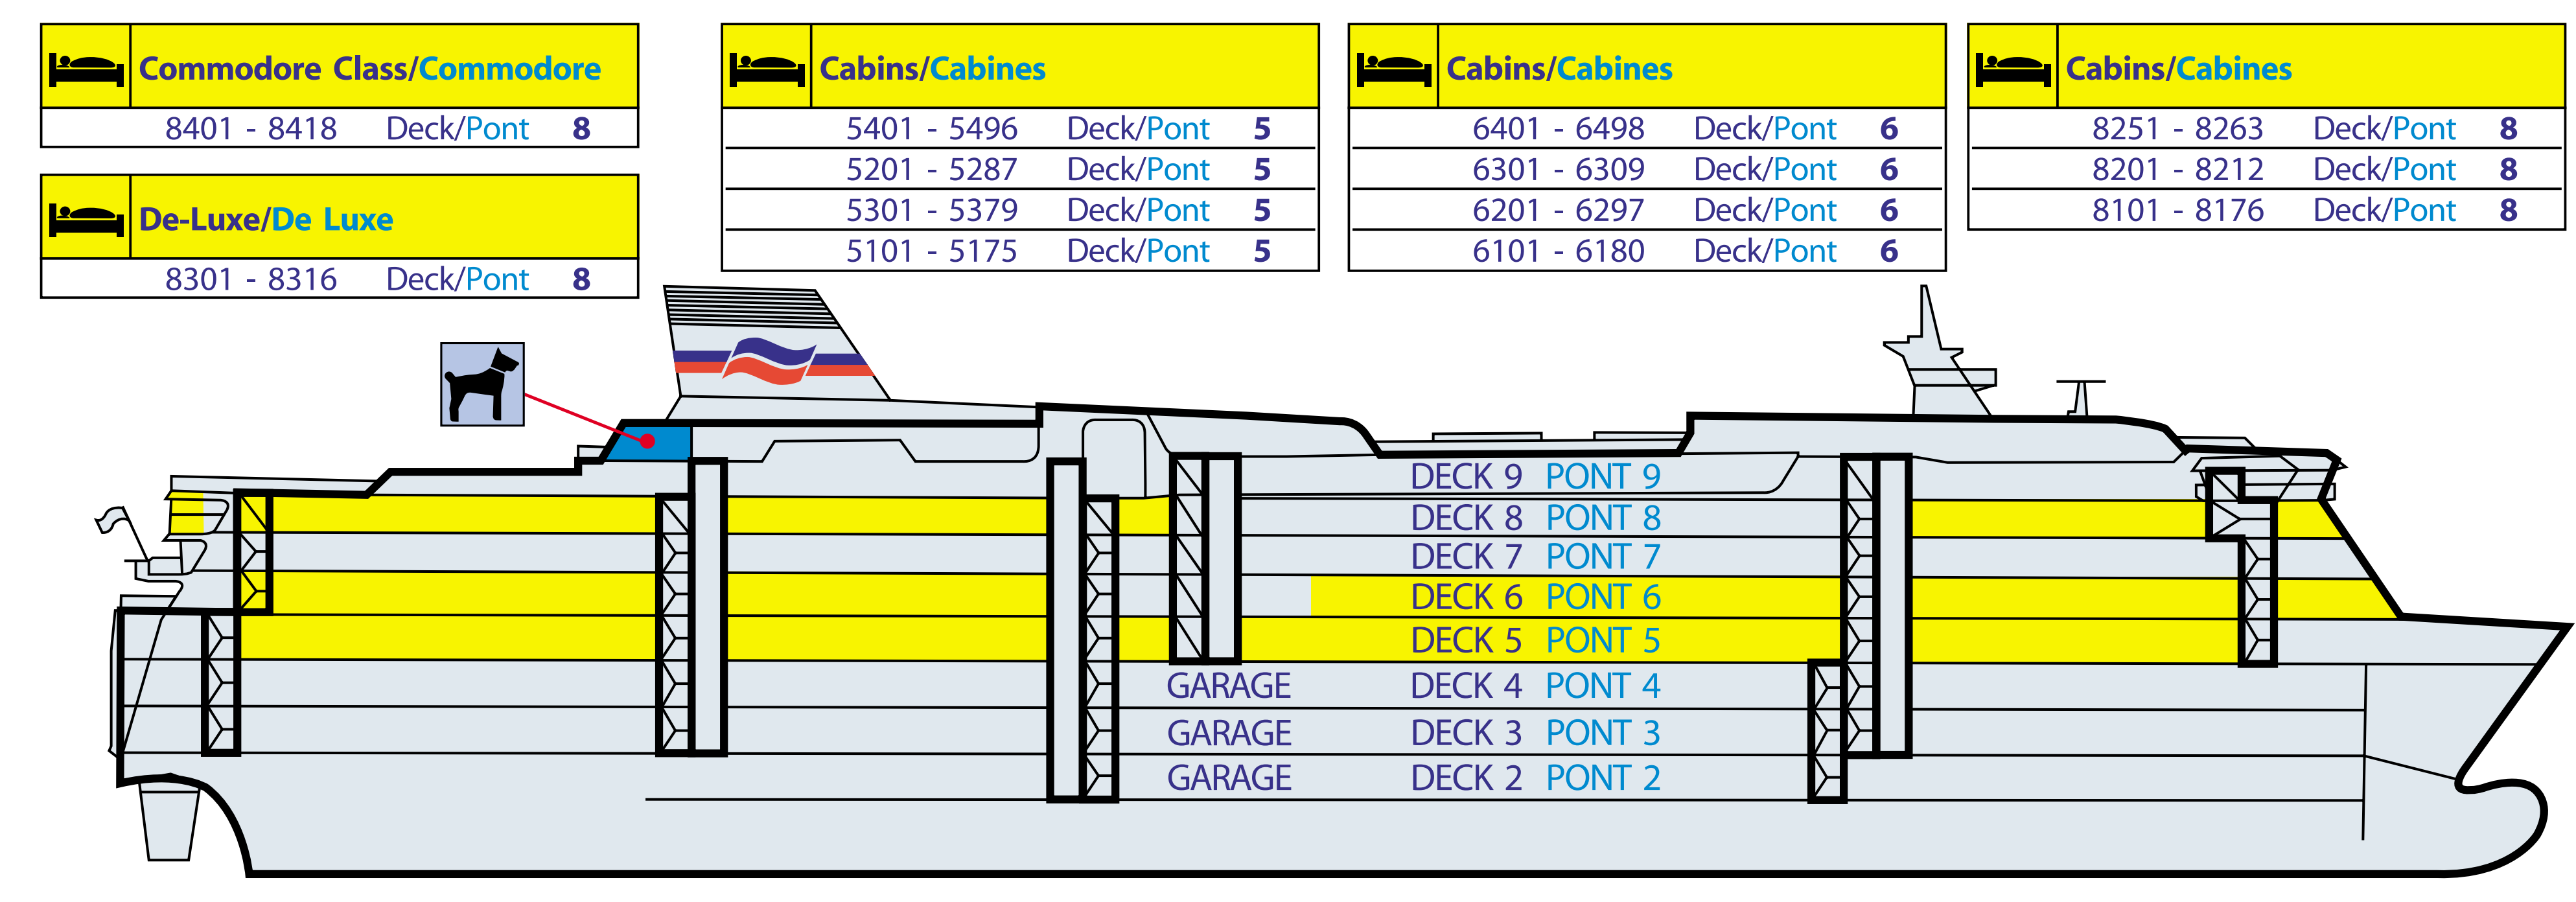 Commodore Class/Commodore
8401 - 8418 Deck/Pont 8
De-Luxe/De Luxe
8301 - 8316 Deck/Pont 8
Cabins/Cabines
5401 - 5496 Deck/Pont 5
5201 - 5287 Deck/Pont 5
5301 - 5379 Deck/Pont 5
5101 - 5175 Deck/Pont 5
Cabins/Cabines
6401 - 6498 Deck/Pont 6
6301 - 6309 Deck/Pont 6
6201 - 6297 Deck/Pont 6
6101 - 6180 Deck/Pont 6
Cabins/Cabines
8251 - 8263 Deck/Pont 8
8201 - 8212 Deck/Pont 8
8101 - 8176 Deck/Pont 8
DECK 9 PONT 9
DECK 8 PONT 8
DECK 7 PONT 7
DECK 6 PONT 6
DECK 5 PONT 5
GARAGE DECK 4 PONT 4
GARAGE DECK 3 PONT 3
GARAGE DECK 2 PONT 2